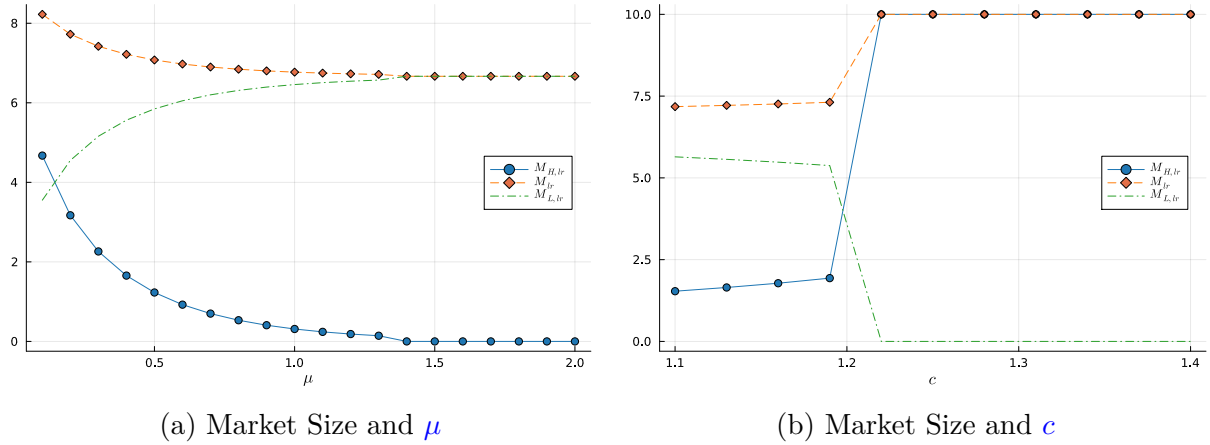 8
6
4
2
0
0.5
1.0
1.5
2.0
μ
M_{H,lr}
M_{lr}
M_{L,lr}
(a) Market Size and μ
10.0
7.5
5.0
2.5
0.0
1.1
1.2
1.3
1.4
c
M_{H,lr}
M_{lr}
M_{L,lr}
(b) Market Size and c